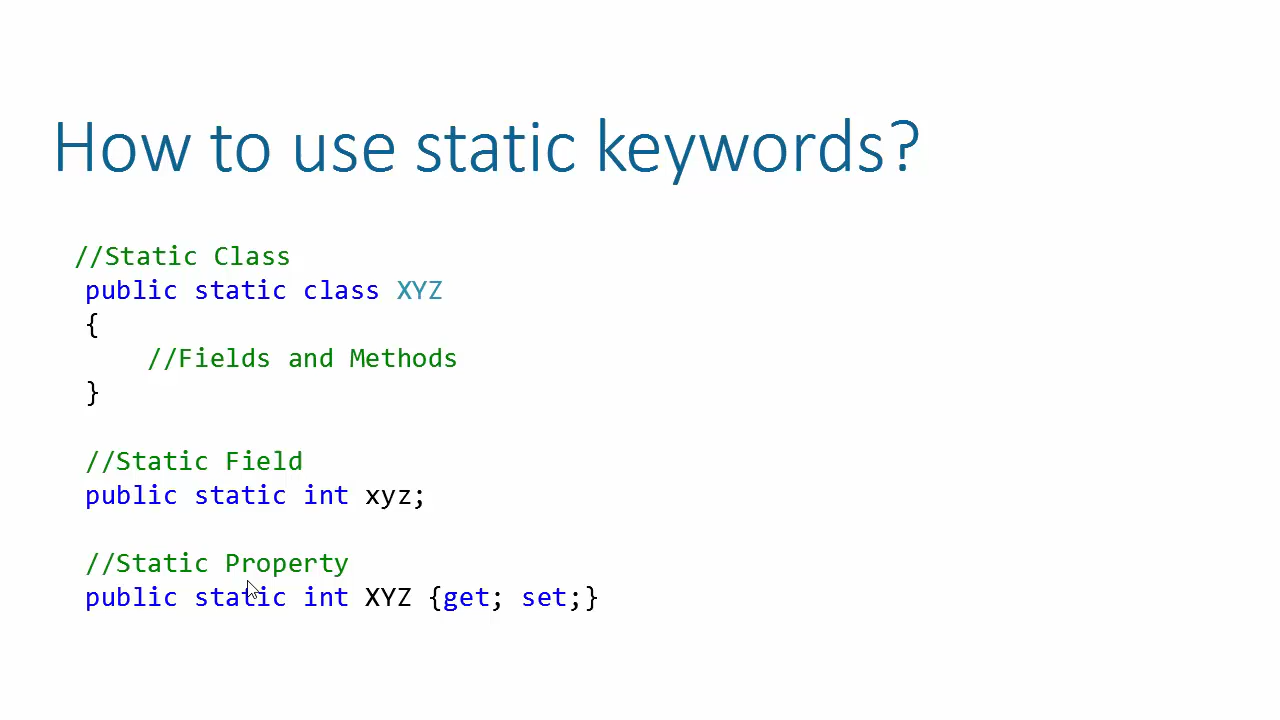 How to use static keywords?
//Static Class
public static class XYZ
{
//Fields and Methods
}
//Static Field
public static int xyz;
//Static Property
public static int XYZ {get; set;}